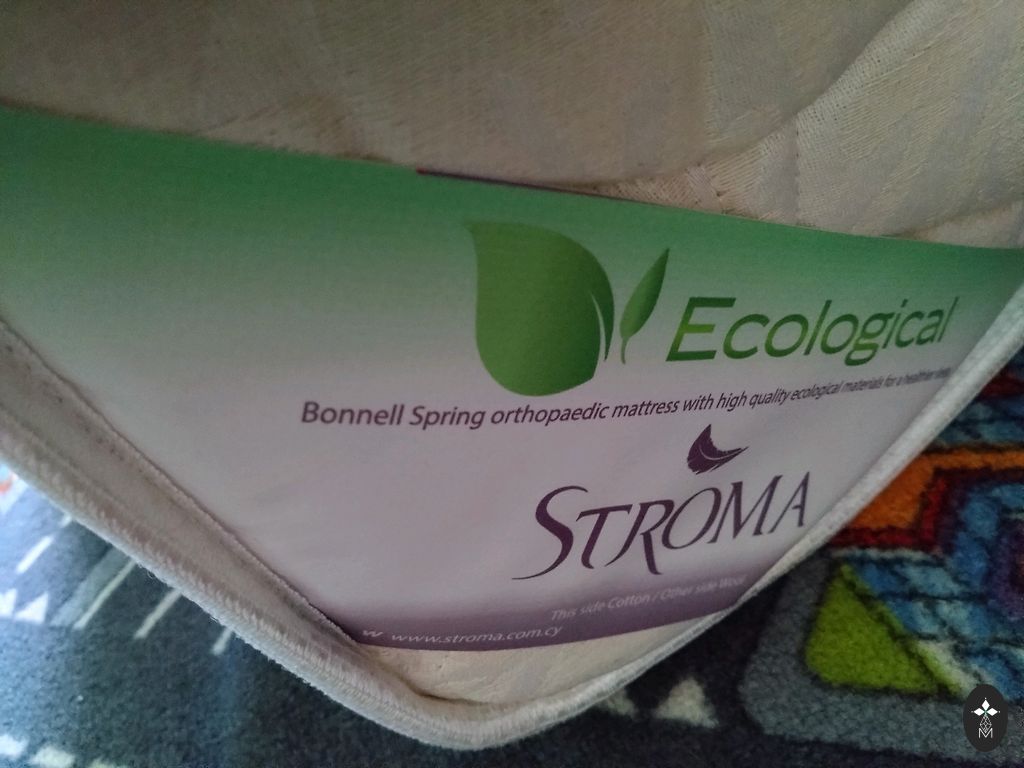 Ecological
Bonnell Spring orthopaedic mattress with high quality ecological materials for a healthier
STROMA
This side Cotton / Other side Wool
w www.stroma.com.cy
M